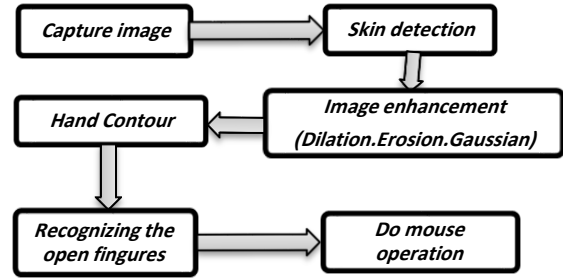 Capture image
Skin detection
Image enhancement
(Dilation.Erosion.Gaussian)
Hand Contour
Recognizing the
open fingures
Do mouse
operation